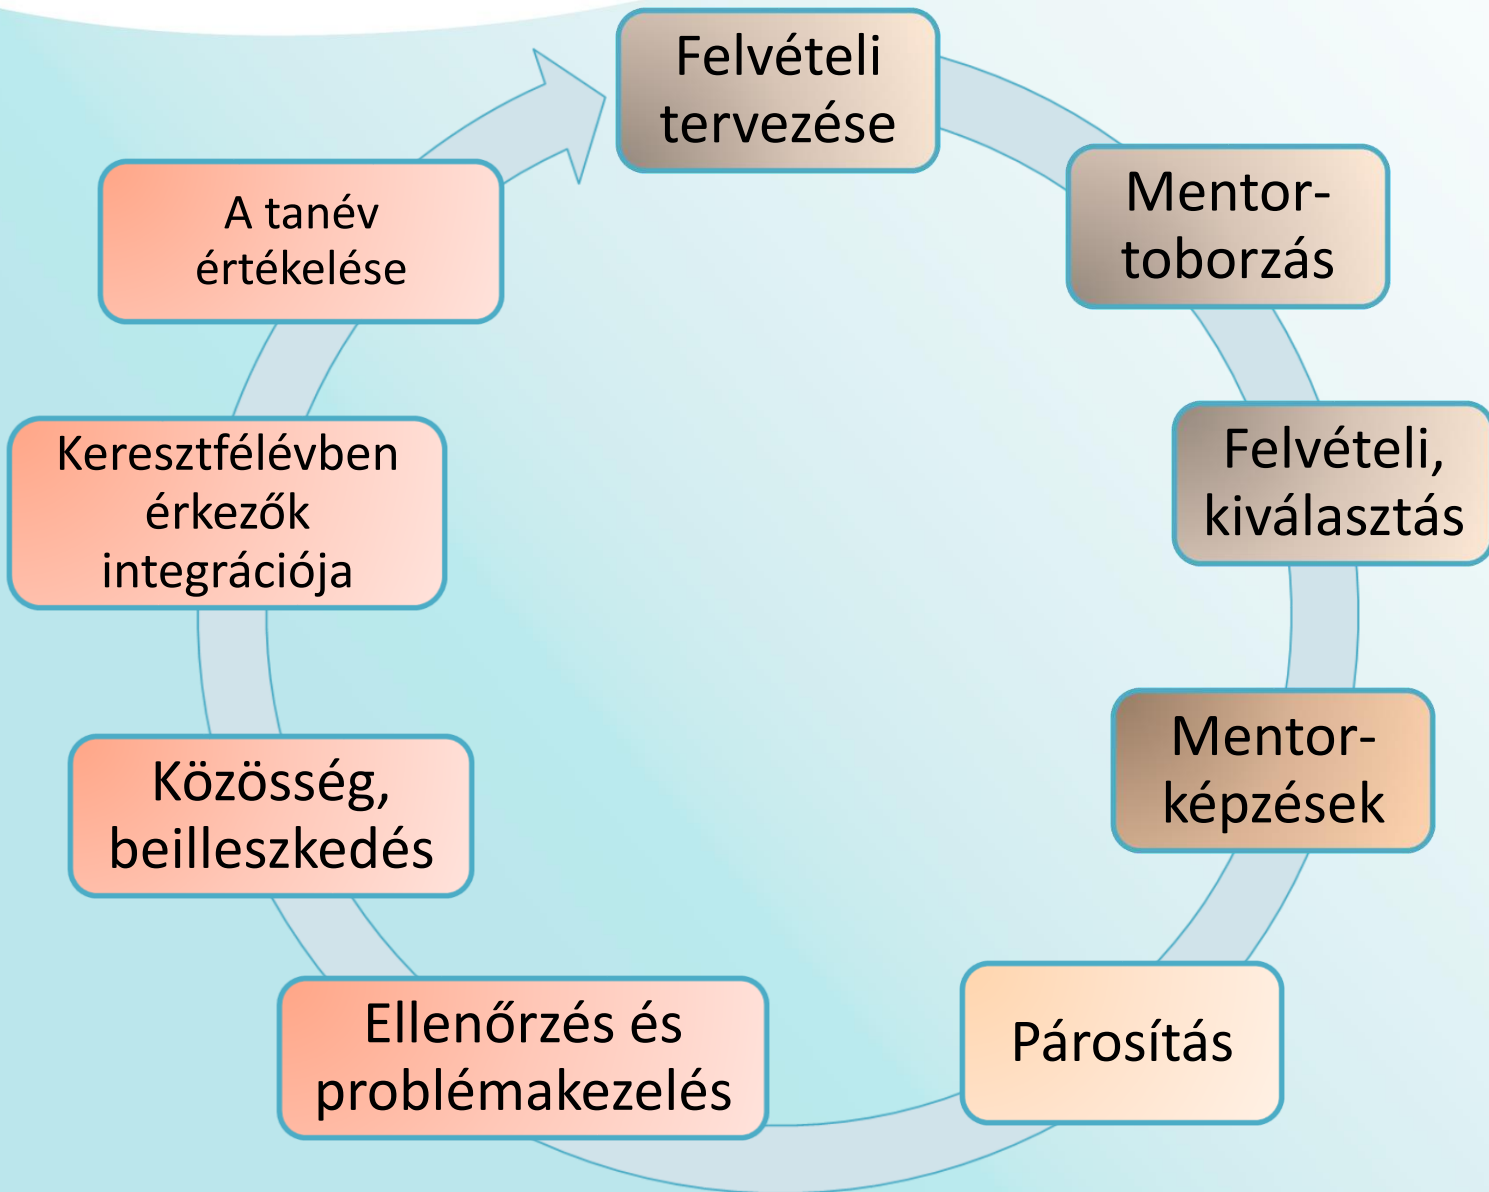 Felvételi
tervezése
Mentor-
toborzás
Felvételi,
kiválasztás
Mentor-
képzések
Párosítás
Ellenőrzés és
problémakezelés
Közösség,
beilleszkedés
Keresztfélévben
érkezők
integrációja
A tanév
értékelése